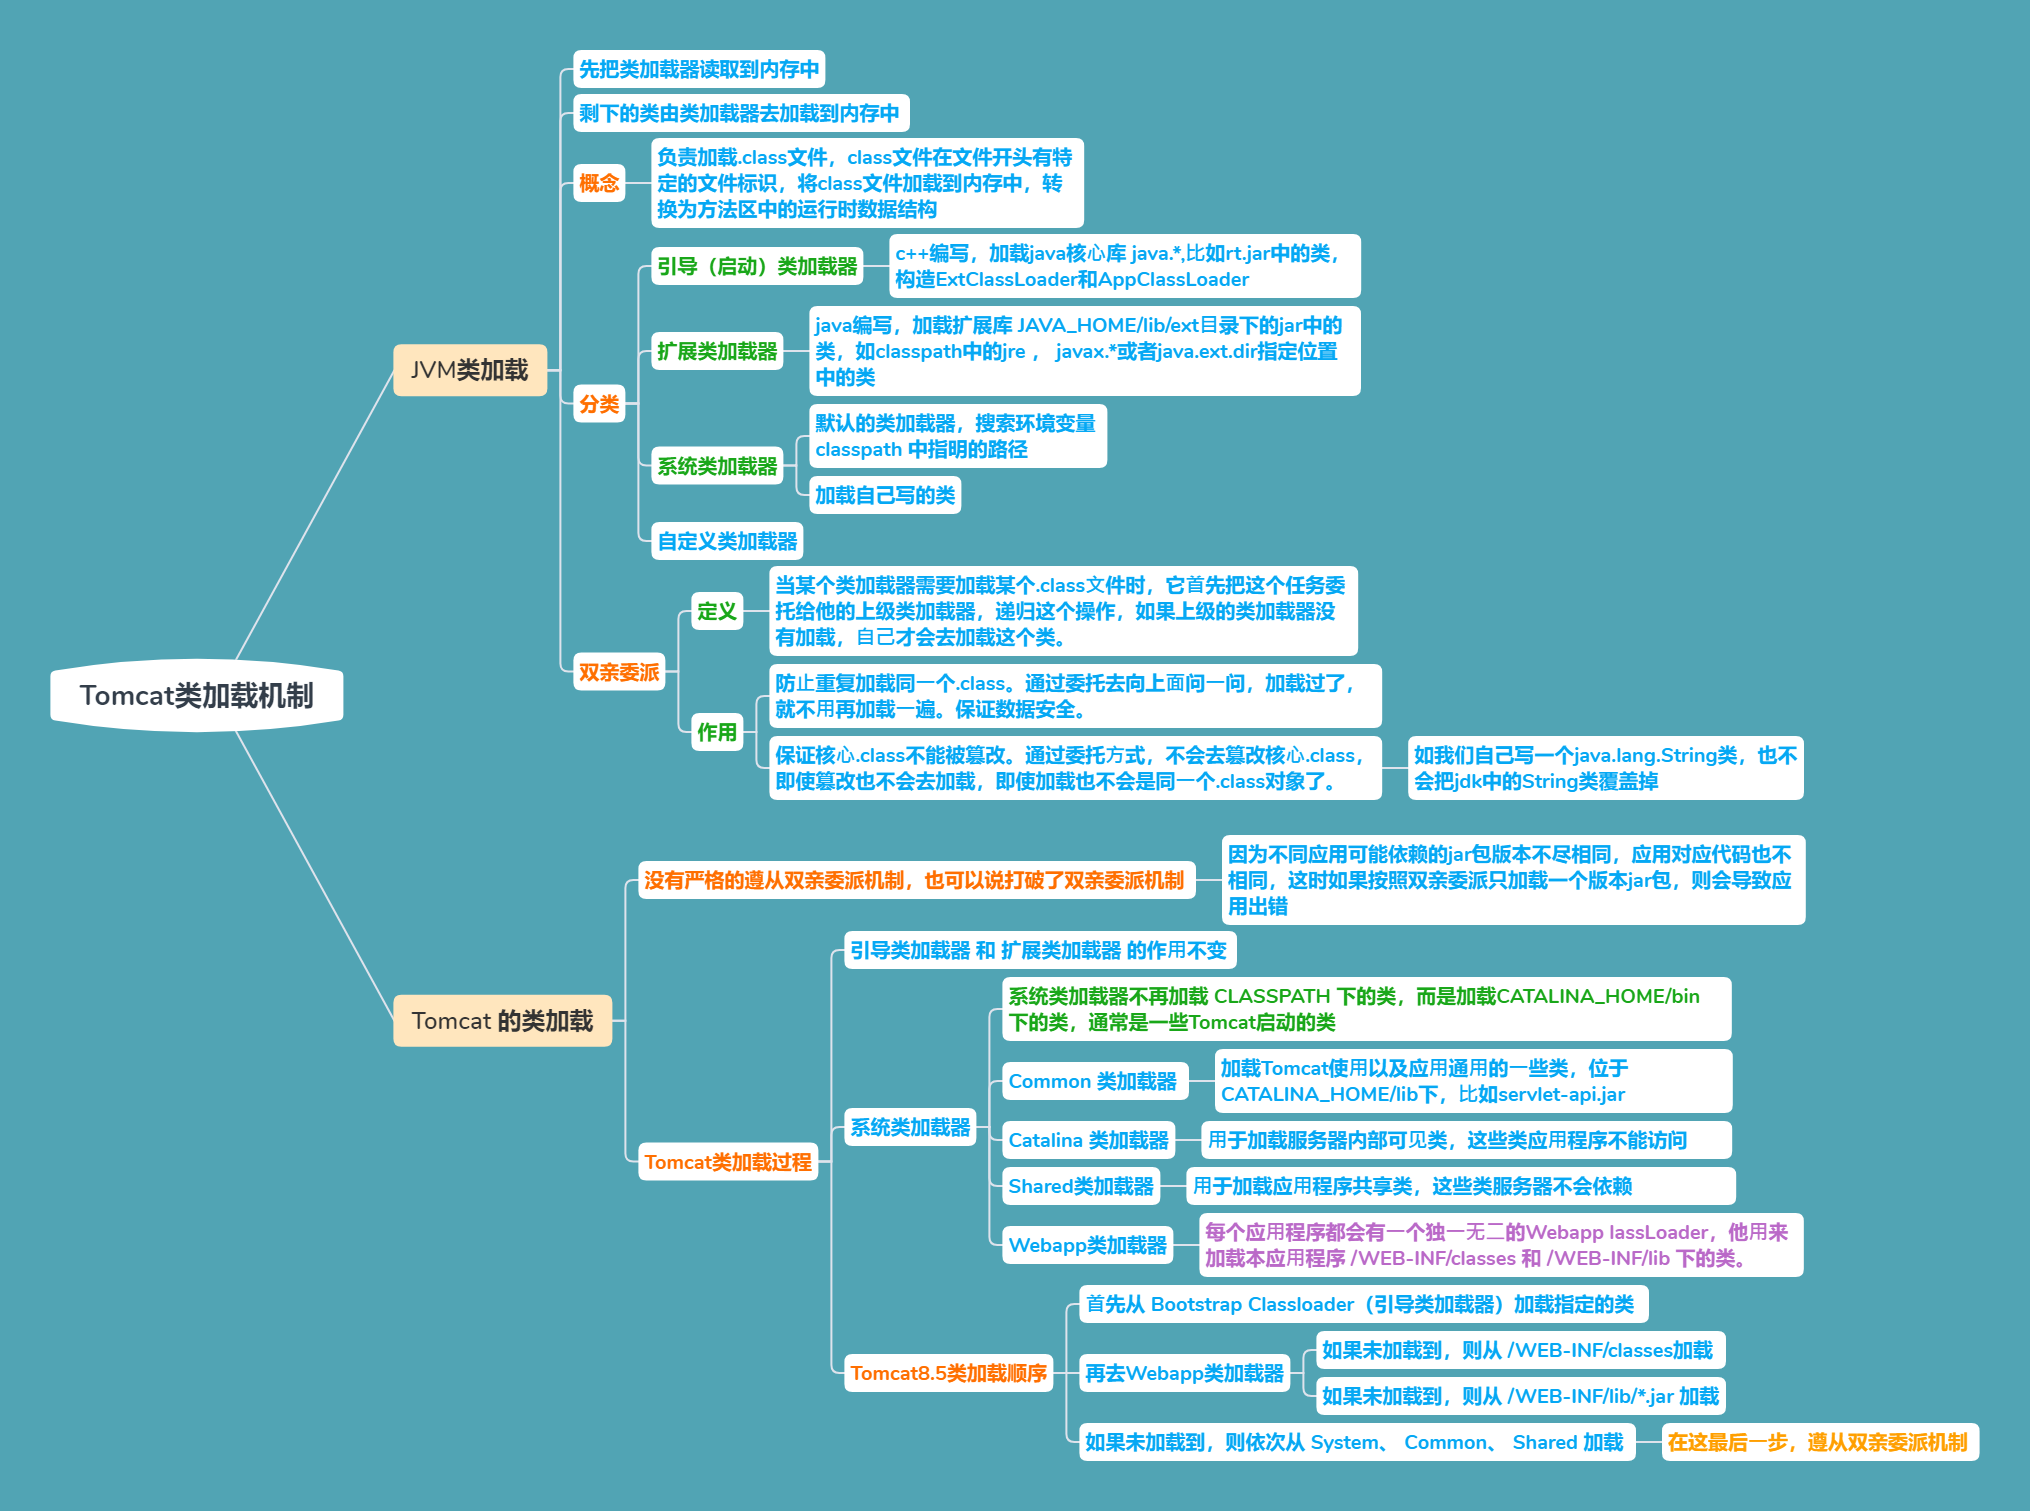 Tomcat类加载机制
JVM类加载
先把类加载器读取到内存中
剩下的类由类加载器去加载到内存中
概念
负责加载.class文件，class文件在文件开头有特
定的文件标识，将class文件加载到内存中，转
换为方法区中的运行时数据结构
分类
引导（启动）类加载器
c++编写，加载java核心库 java.*,比如rt.jar中的类，
构造ExtClassLoader和AppClassLoader
扩展类加载器
java编写，加载扩展库 JAVA_HOME/lib/ext目录下的jar中的
类，如classpath中的jre ， javax.*或者java.ext.dir指定位置
中的类
系统类加载器
默认的类加载器，搜索环境变量
classpath 中指明的路径
加载自己写的类
自定义类加载器
双亲委派
定义
当某个类加载器需要加载某个.class文件时，它首先把这个任务委
托给他的上级类加载器，递归这个操作，如果上级的类加载器没
有加载，自己才会去加载这个类。
作用
防止重复加载同一个.class。通过委托去向上面问一问，加载过了，
就不用再加载一遍。保证数据安全。
保证核心.class不能被篡改。通过委托方式，不会去篡改核心.class，
即使篡改也不会去加载，即使加载也不会是同一个.class对象了。
如我们自己写一个java.lang.String类，也不
会把jdk中的String类覆盖掉
Tomcat 的类加载
没有严格的遵从双亲委派机制，也可以说打破了双亲委派机制
因为不同应用可能依赖的jar包版本不尽相同，应用对应代码也不
相同，这时如果按照双亲委派只加载一个版本jar包，则会导致应
用出错
Tomcat类加载过程
引导类加载器 和 扩展类加载器 的作用不变
系统类加载器
系统类加载器不再加载 CLASSPATH 下的类，而是加载CATALINA_HOME/bin
下的类，通常是一些Tomcat启动的类
Common 类加载器
加载Tomcat使用以及应用通用的一些类，位于
CATALINA_HOME/lib下，比如servlet-api.jar
Catalina 类加载器
用于加载服务器内部可见类，这些类应用程序不能访问
Shared类加载器
用于加载应用程序共享类，这些类服务器不会依赖
Webapp类加载器
每个应用程序都会有一个独一无二的Webapp lassLoader，他用来
加载本应用程序 /WEB-INF/classes 和 /WEB-INF/lib 下的类。
Tomcat8.5类加载顺序
首先从 Bootstrap Classloader（引导类加载器）加载指定的类
再去Webapp类加载器
如果未加载到，则从 /WEB-INF/classes加载
如果未加载到，则从 /WEB-INF/lib/*.jar 加载
如果未加载到，则依次从 System、 Common、 Shared 加载
在这最后一步，遵从双亲委派机制